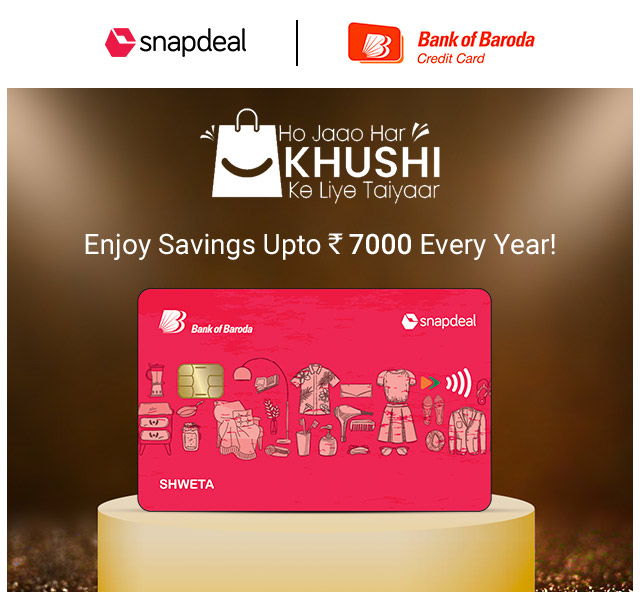 snapdeal
Bank of Baroda
Credit Card
Ho Jaao Har
KHUSHI
Ke Liye Taiyaar
Enjoy Savings Upto ₹ 7000 Every Year!
Bank of Baroda
snapdeal
SHWETA